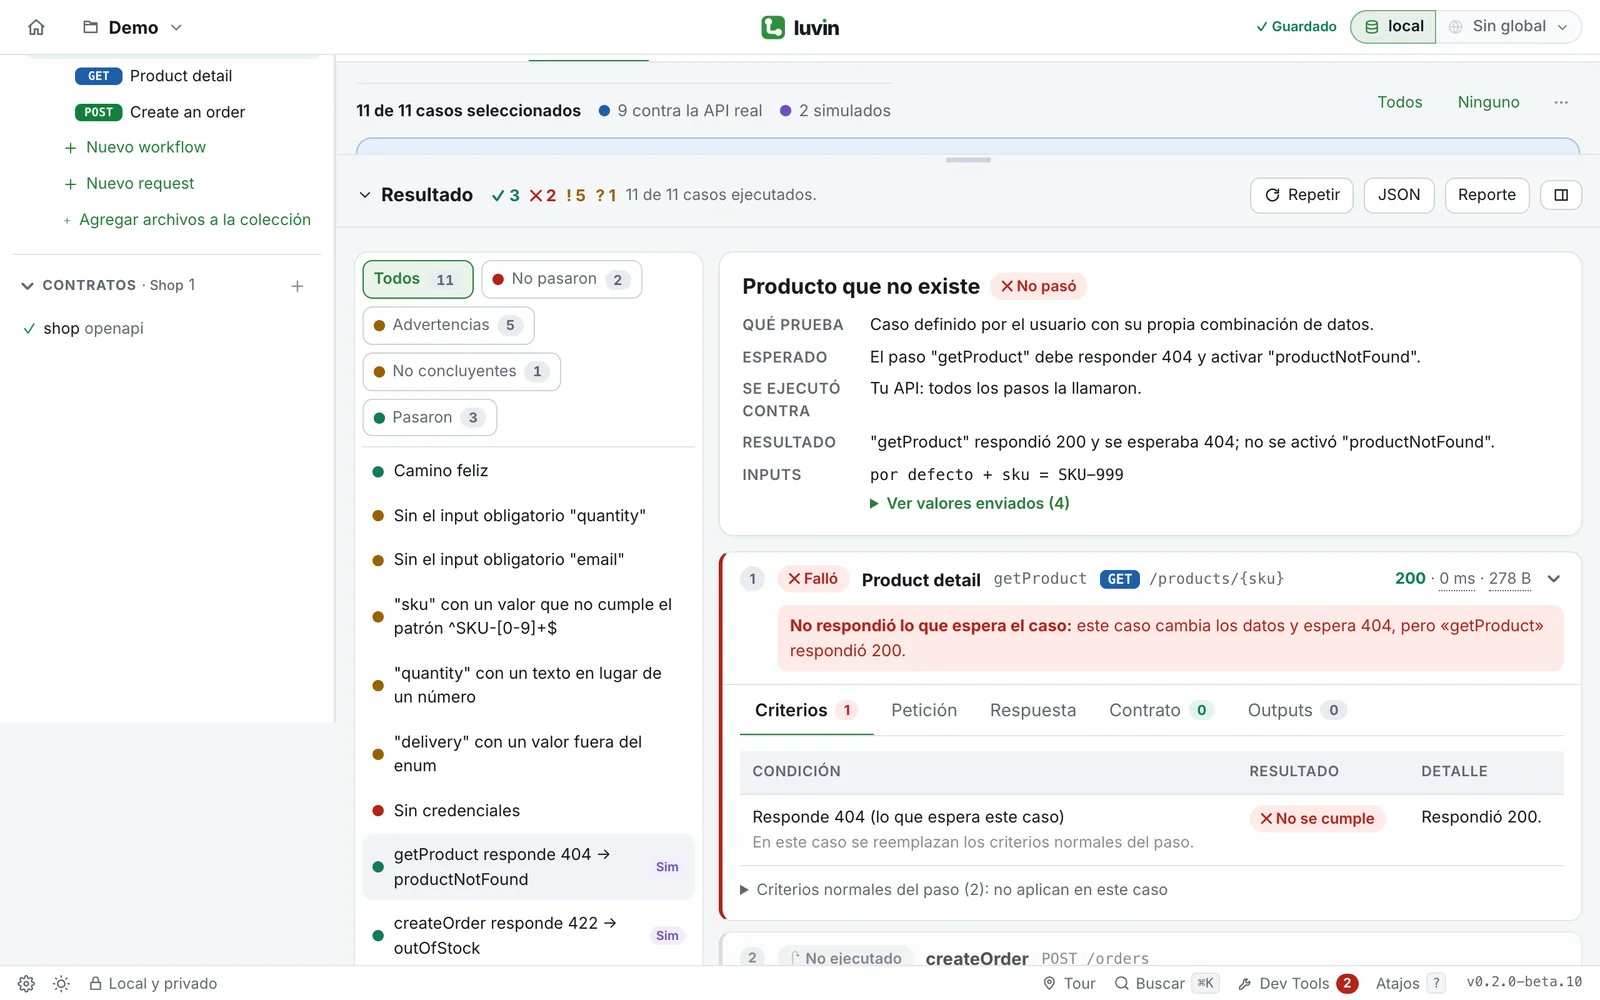 Demo
luvin
Guardado
local
Sin global
GET Product detail
POST Create an order
+ Nuevo workflow
+ Nuevo request
+ Agregar archivos a la colección
CONTRATOS · Shop 1 +
shop openapi
11 de 11 casos seleccionados 9 contra la API real 2 simulados
Todos Ninguno ...
Resultado ✓ 3 ✕ 2 ! 5 ? 1 11 de 11 casos ejecutados.
Repetir JSON Reporte
Todos 11 No pasaron 2
Advertencias 5
No concluyentes 1
Pasaron 3
Camino feliz
Sin el input obligatorio "quantity"
Sin el input obligatorio "email"
"sku" con un valor que no cumple el
patrón ^SKU-[0-9]+$
"quantity" con un texto en lugar de
un número
"delivery" con un valor fuera del
enum
Sin credenciales
getProduct responde 404 →
productNotFound
Sim
createOrder responde 422 →
outOfStock
Sim
Producto que no existe ✕ No pasó
QUÉ PRUEBA Caso definido por el usuario con su propia combinación de datos.
ESPERADO El paso "getProduct" debe responder 404 y activar "productNotFound".
SE EJECUTÓ Tu API: todos los pasos la llamaron.
CONTRA
RESULTADO "getProduct" respondió 200 y se esperaba 404; no se activó "productNotFound".
INPUTS por defecto + sku = SKU-999
Ver valores enviados (4)
1 ✕ Falló Product detail getProduct GET /products/{sku} 200 · 0 ms · 278 B
No respondió lo que espera el caso: este caso cambia los datos y espera 404, pero «getProduct»
respondió 200.
Criterios 1 Petición Respuesta Contrato 0 Outputs 0
CONDICIÓN RESULTADO DETALLE
Responde 404 (lo que espera este caso) ✕ No se cumple Respondió 200.
En este caso se reemplazan los criterios normales del paso.
Criterios normales del paso (2): no aplican en este caso
2 No ejecutado createOrder POST /orders
Local y privado
Tour Buscar ⌘K Dev Tools 2 Atajos ? v0.2.0-beta.10